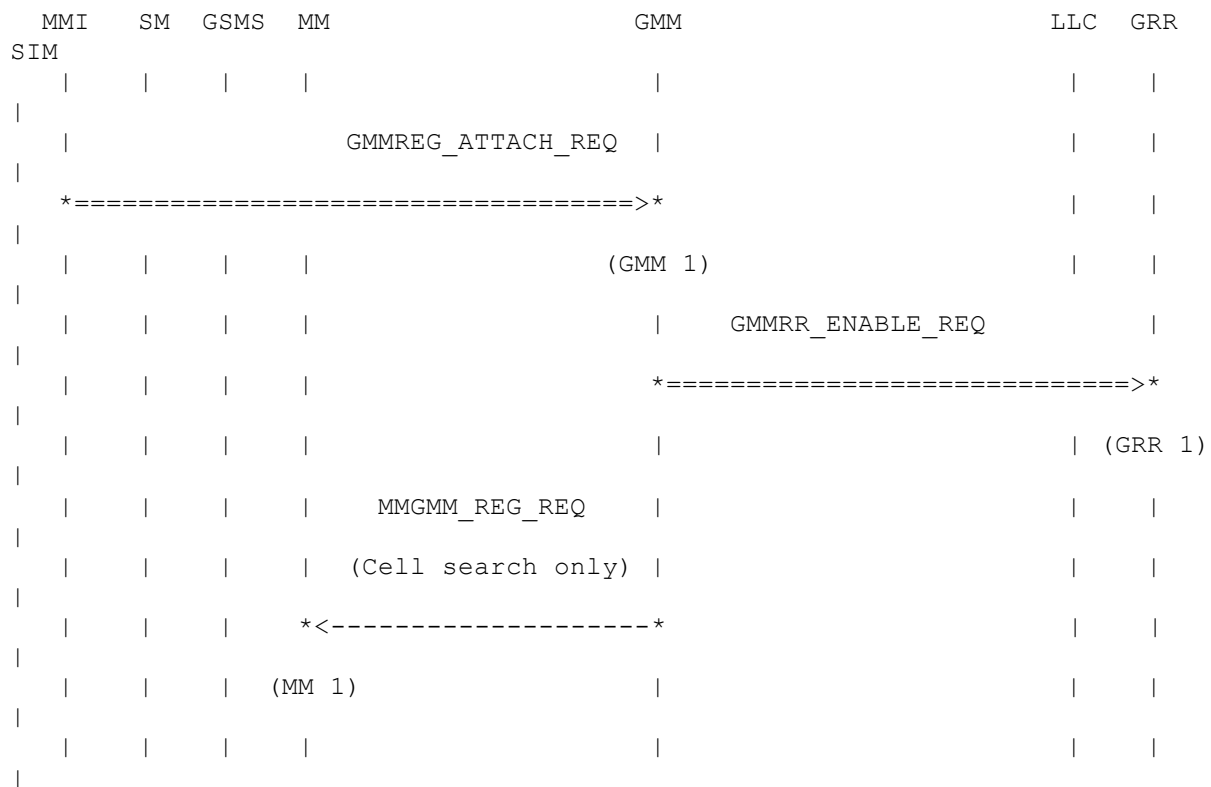 MMI SM GSMS MM GMM LLC GRR
SIM
| | | | | | |
|
| GMMREG_ATTACH_REQ | | |
|
*===================================>* | |
|
| | | | (GMM 1) | |
|
| | | | | GMMRR_ENABLE_REQ |
|
| | | | *=============================>*
|
| | | | | | (GRR 1)
|
| | | | MMGMM_REG_REQ | | |
|
| | | | (Cell search only) | | |
|
| | | *<--------------------* | |
|
| | | (MM 1) | | |
|
| | | | | | |
|